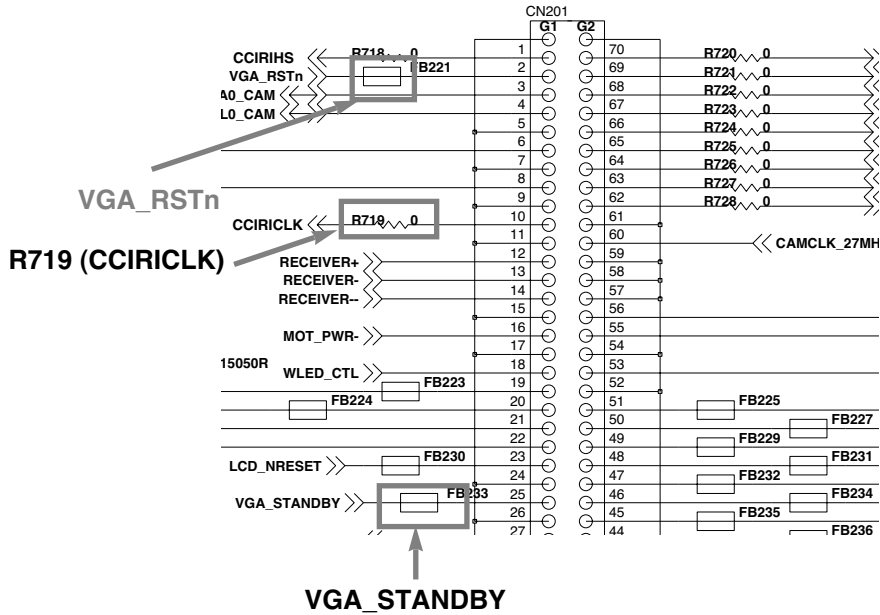 CN201
G1 G2
CCIRIHS R718 0 1 70 R720 0
VGA_RSTn FB221 2 69 R721 0
A0_CAM 3 68 R722 0
L0_CAM 4 67 R723 0
5 66 R724 0
6 65 R725 0
7 64 R726 0
8 63 R727 0
VGA_RSTn 9 62 R728 0
CCIRICLK R719 0 10 61
11 60 CAMCLK_27MH
R719 (CCIRICLK)
RECEIVER+ 12 59
RECEIVER- 13 58
RECEIVER-- 14 57
15 56
MOT_PWR- 16 55
17 54
15050R WLED_CTL 18 53
FB223 19 52
FB224 20 51 FB225
21 50 FB227
22 49 FB229
LCD_NRESET FB230 23 48 FB231
24 47 FB232
VGA_STANDBY FB233 25 46 FB234
26 45 FB235
27 44 FB236
VGA_STANDBY